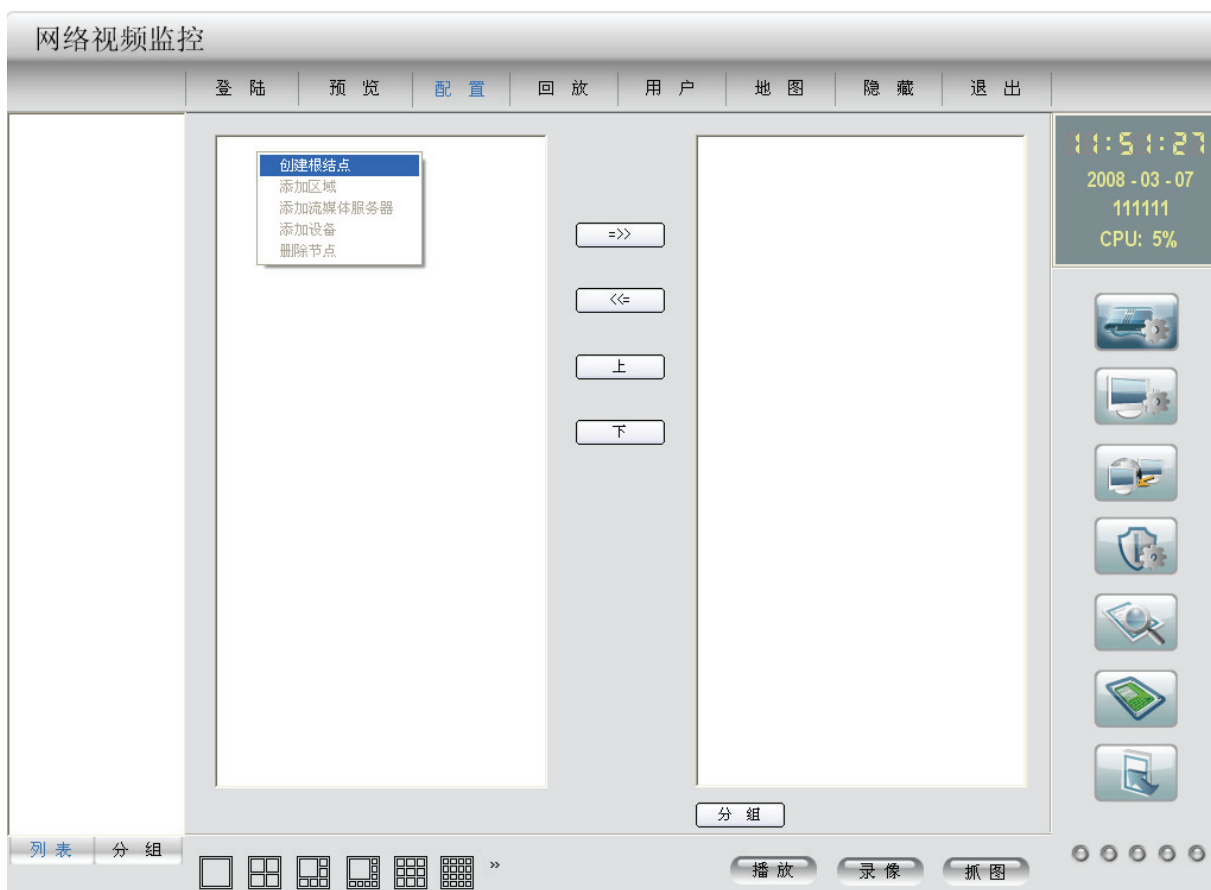 网络视频监控
登 陆 预 览 配 置 回 放 用 户 地 图 隐 藏 退 出
11:51:27
2008 - 03 - 07
111111
CPU: 5%
创建根结点
添加区域
添加流媒体服务器
添加设备
删除节点
=>>
<<=
上
下
分 组
列 表 分 组
»
播 放 录 像 抓 图